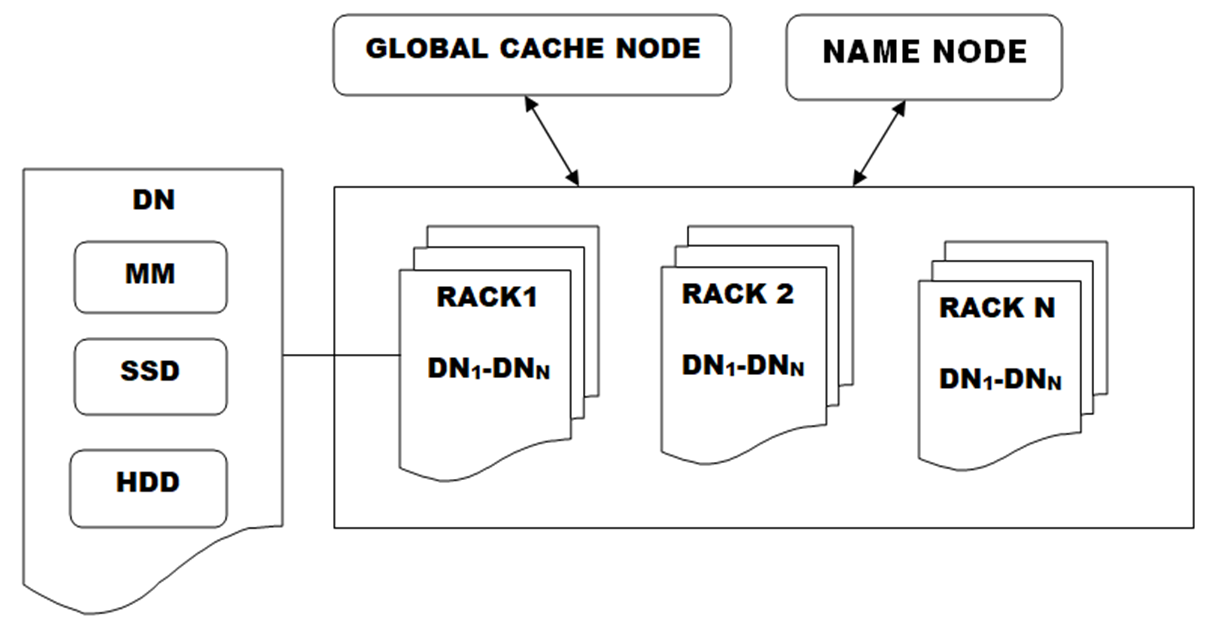 GLOBAL CACHE NODE
NAME NODE
DN
MM
SSD
HDD
RACK1
DN₁-DNₙ
RACK 2
DN₁-DNₙ
RACK N
DN₁-DNₙ